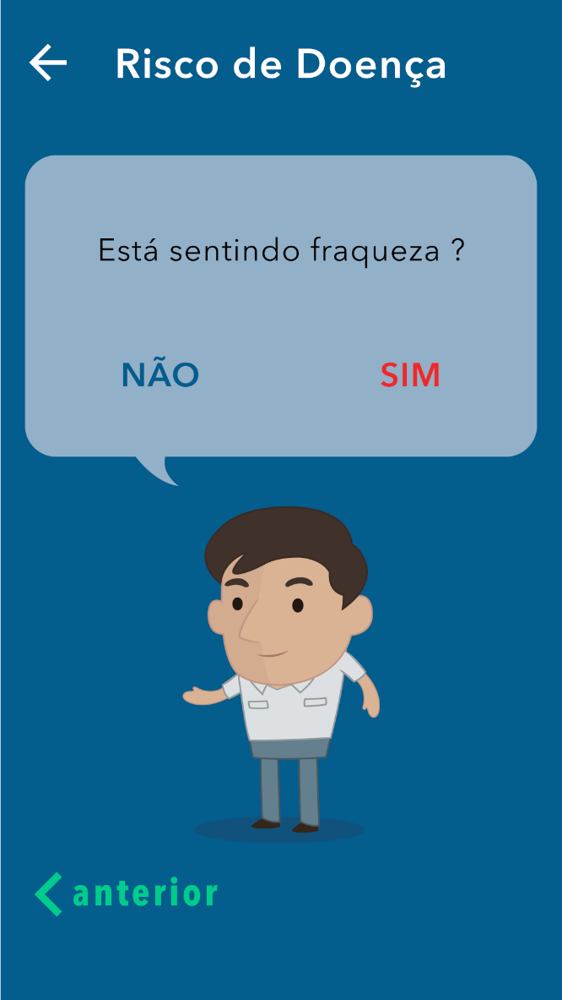 Risco de Doença
Está sentindo fraqueza ?
NÃO SIM
anterior